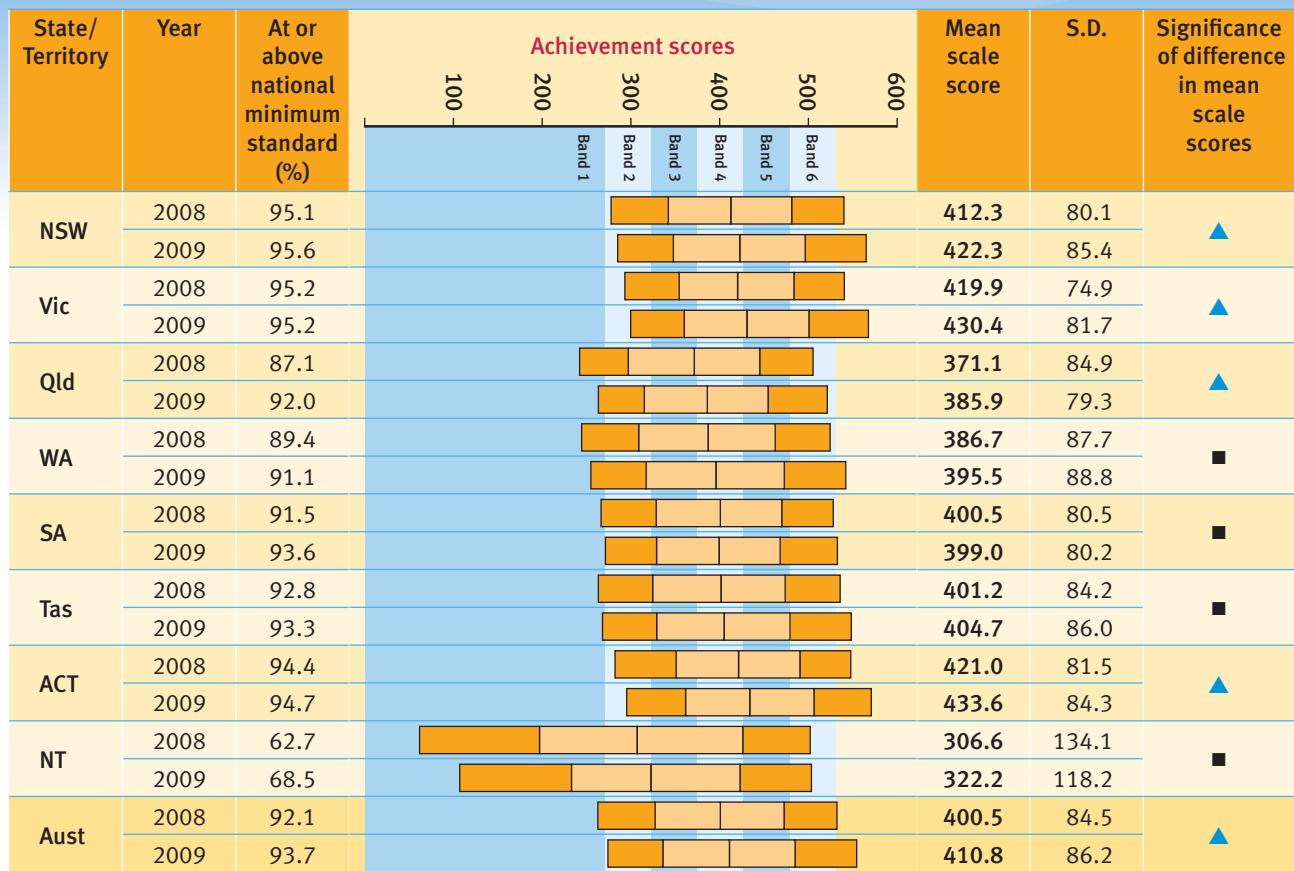 State/ Territory Year At or above national minimum standard (%) Achievement scores Mean scale score S.D. Significance of difference in mean scale scores
100 200 300 400 500 600
Band 1 Band 2 Band 3 Band 4 Band 5 Band 6
NSW 2008 95.1 412.3 80.1 ▲
2009 95.6 422.3 85.4
Vic 2008 95.2 419.9 74.9 ▲
2009 95.2 430.4 81.7
Qld 2008 87.1 371.1 84.9 ▲
2009 92.0 385.9 79.3
WA 2008 89.4 386.7 87.7 ■
2009 91.1 395.5 88.8
SA 2008 91.5 400.5 80.5 ■
2009 93.6 399.0 80.2
Tas 2008 92.8 401.2 84.2 ■
2009 93.3 404.7 86.0
ACT 2008 94.4 421.0 81.5 ▲
2009 94.7 433.6 84.3
NT 2008 62.7 306.6 134.1 ■
2009 68.5 322.2 118.2
Aust 2008 92.1 400.5 84.5 ▲
2009 93.7 410.8 86.2